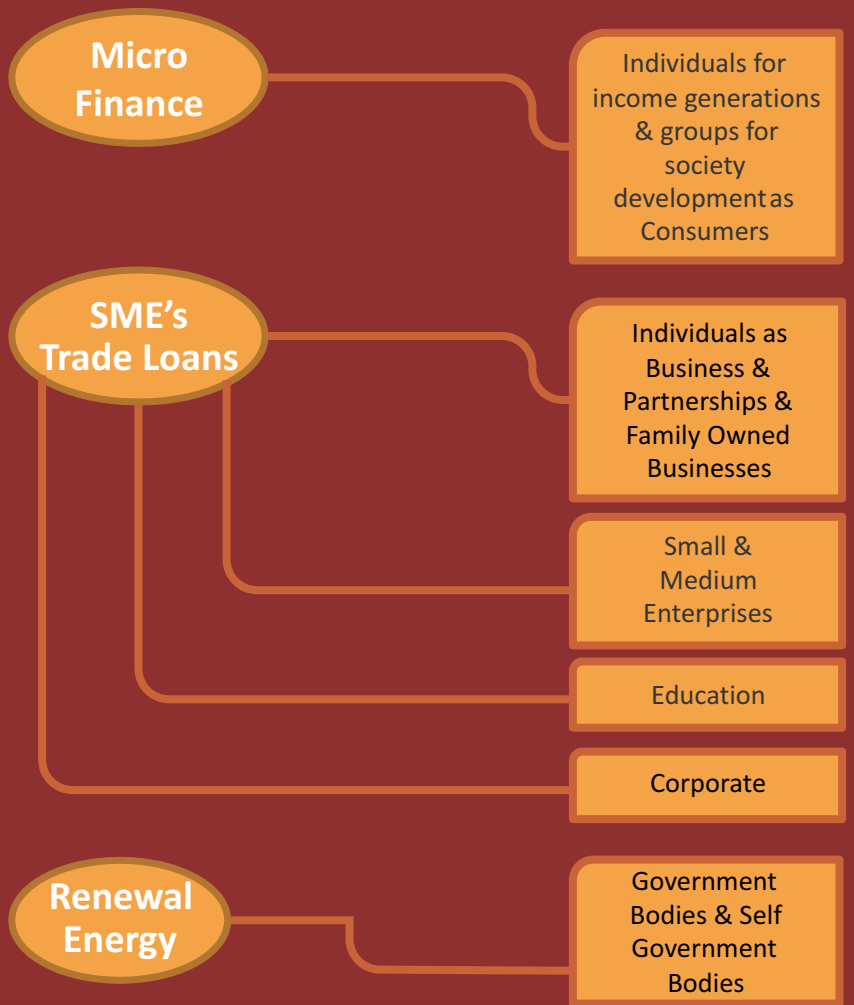 Micro
Finance
Individuals for
income generations
& groups for
society
development as
Consumers
SME's
Trade Loans
Individuals as
Business &
Partnerships &
Family Owned
Businesses
Small &
Medium
Enterprises
Education
Corporate
Renewal
Energy
Government
Bodies & Self
Government
Bodies